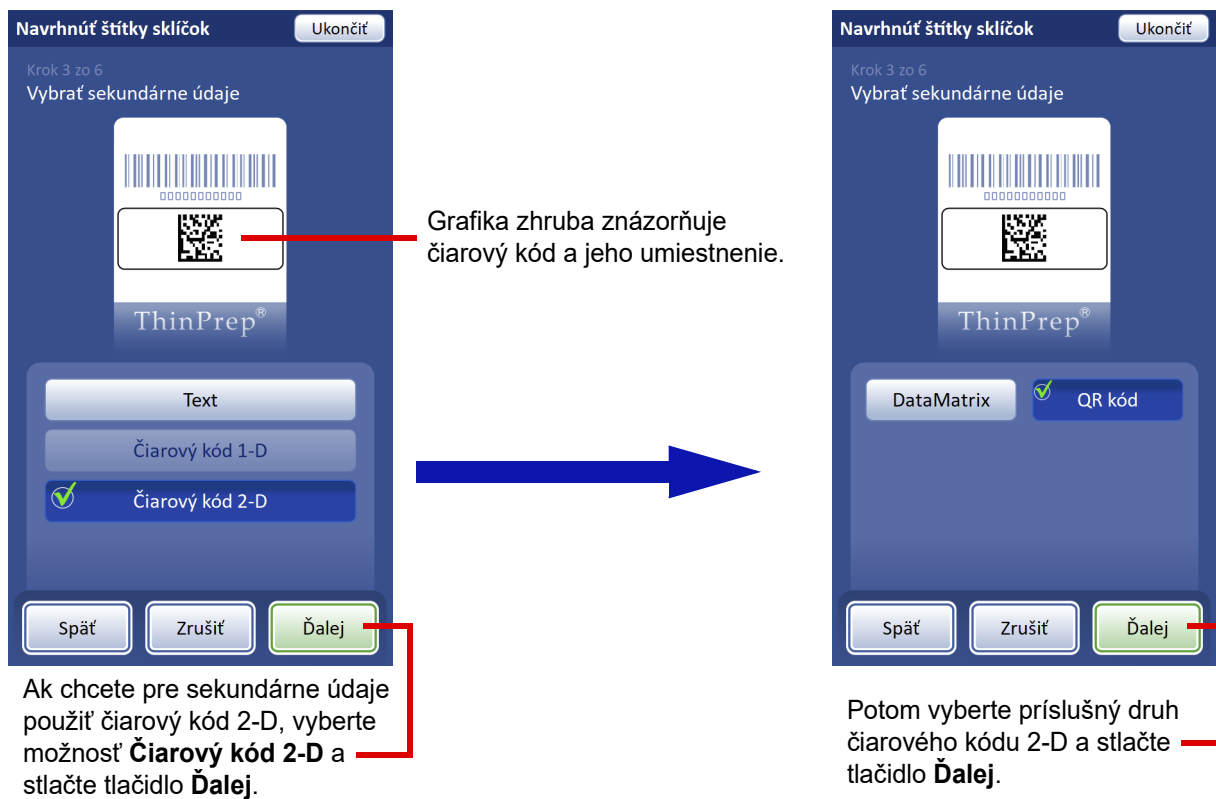 Navrhnúť štítky sklíčok
Ukončiť
Krok 3 zo 6
Vybrať sekundárne údaje
00000000000
ThinPrep®
Text
Čiarový kód 1-D
Čiarový kód 2-D
Späť
Zrušiť
Ďalej
Grafika zhruba znázorňuje
čiarový kód a jeho umiestnenie.
Ak chcete pre sekundárne údaje
použiť čiarový kód 2-D, vyberte
možnosť Čiarový kód 2-D a
stlačte tlačidlo Ďalej.
Navrhnúť štítky sklíčok
Ukončiť
Krok 3 zo 6
Vybrať sekundárne údaje
00000000000
ThinPrep®
DataMatrix
QR kód
Späť
Zrušiť
Ďalej
Potom vyberte príslušný druh
čiarového kódu 2-D a stlačte
tlačidlo Ďalej.